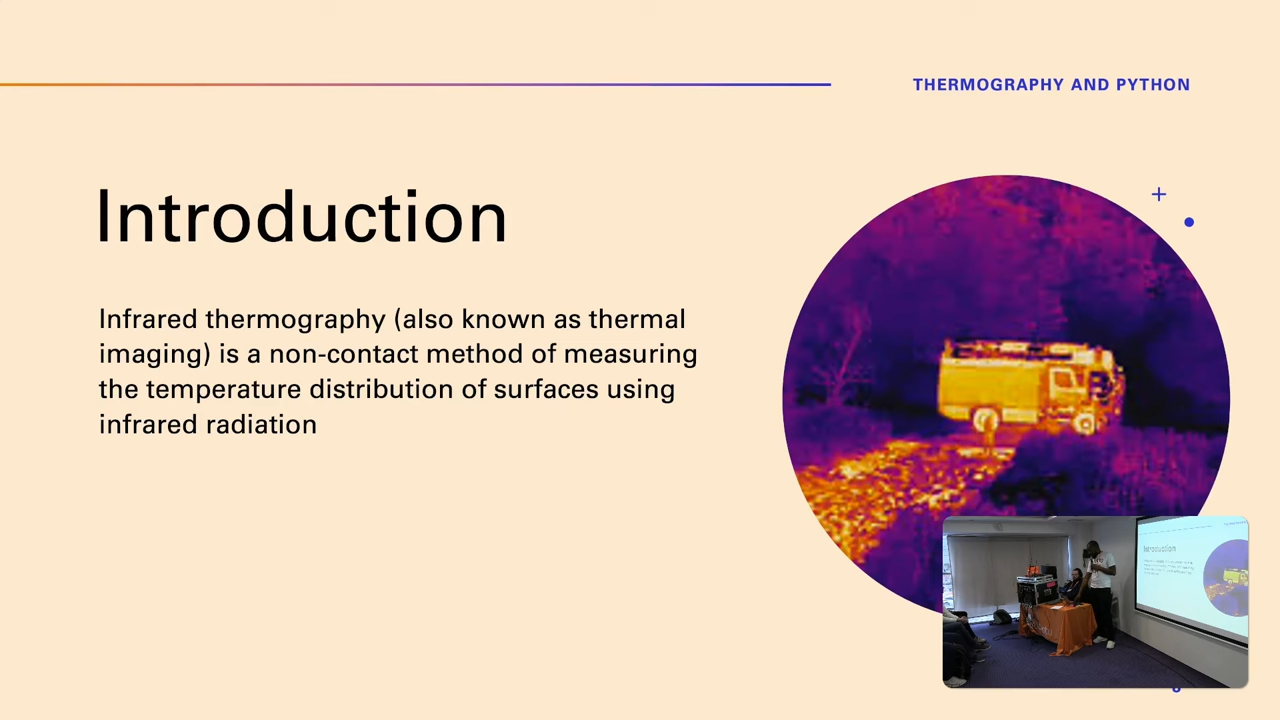 THERMOGRAPHY AND PYTHON
Introduction
Infrared thermography (also known as thermal
imaging) is a non-contact method of measuring
the temperature distribution of surfaces using
infrared radiation
Introduction